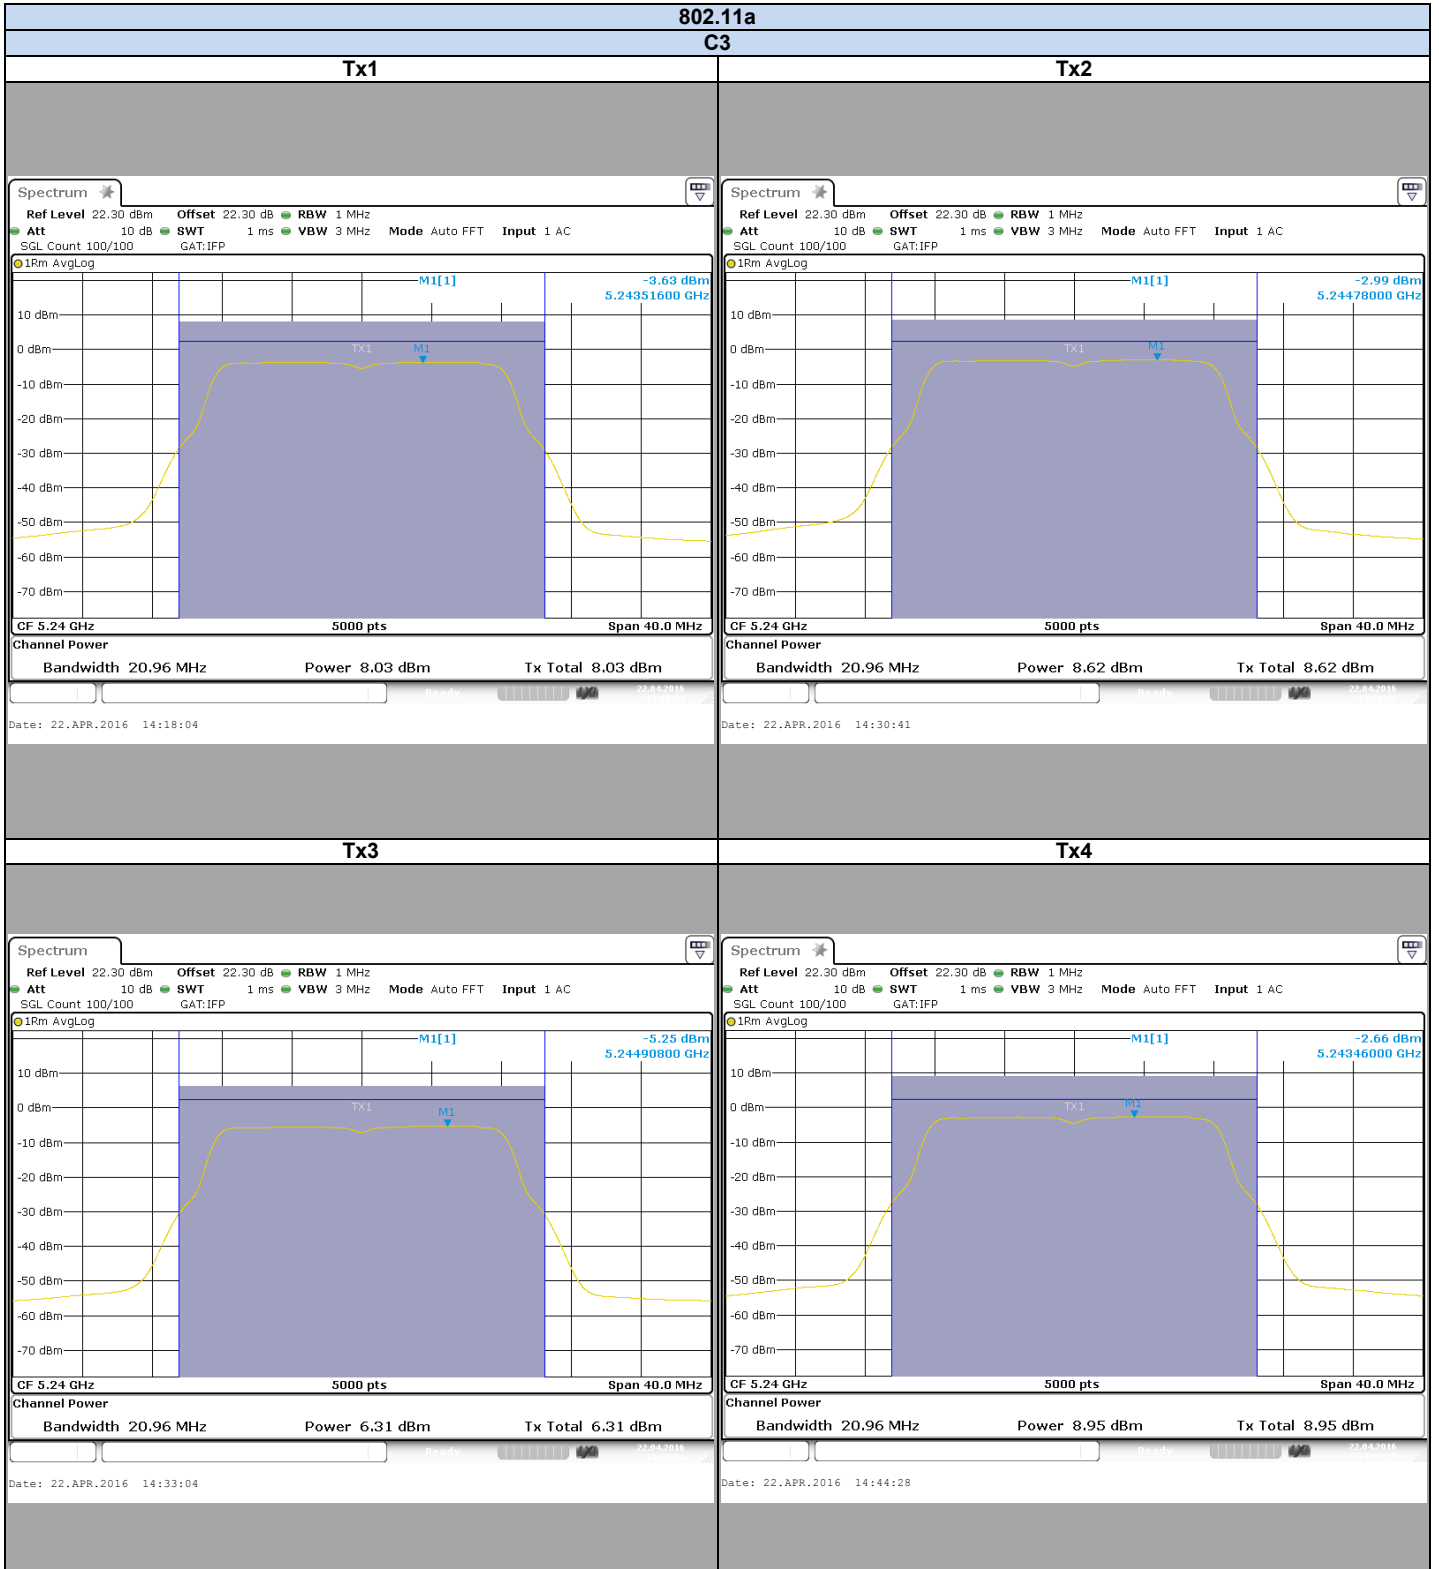 802.11a
C3
Tx1
Spectrum
Ref Level 22.30 dBm Offset 22.30 dB RBW 1 MHz
Att 10 dB SWT 1 ms VBW 3 MHz Mode Auto FFT Input 1 AC
SGL Count 100/100 GAT:IFP
1Rm AvgLog
M1[1] -3.63 dBm
5.24351600 GHz
10 dBm
0 dBm
TX1
M1
-10 dBm
-20 dBm
-30 dBm
-40 dBm
-50 dBm
-60 dBm
-70 dBm
CF 5.24 GHz 5000 pts Span 40.0 MHz
Channel Power
Bandwidth 20.96 MHz Power 8.03 dBm Tx Total 8.03 dBm
Ready 22.04.2016
Date: 22.APR.2016 14:18:04
Tx2
Spectrum
Ref Level 22.30 dBm Offset 22.30 dB RBW 1 MHz
Att 10 dB SWT 1 ms VBW 3 MHz Mode Auto FFT Input 1 AC
SGL Count 100/100 GAT:IFP
1Rm AvgLog
M1[1] -2.99 dBm
5.24478000 GHz
10 dBm
0 dBm
TX1
M1
-10 dBm
-20 dBm
-30 dBm
-40 dBm
-50 dBm
-60 dBm
-70 dBm
CF 5.24 GHz 5000 pts Span 40.0 MHz
Channel Power
Bandwidth 20.96 MHz Power 8.62 dBm Tx Total 8.62 dBm
Ready 22.04.2016
Date: 22.APR.2016 14:30:41
Tx3
Spectrum
Ref Level 22.30 dBm Offset 22.30 dB RBW 1 MHz
Att 10 dB SWT 1 ms VBW 3 MHz Mode Auto FFT Input 1 AC
SGL Count 100/100 GAT:IFP
1Rm AvgLog
M1[1] -5.25 dBm
5.24490800 GHz
10 dBm
0 dBm
TX1
M1
-10 dBm
-20 dBm
-30 dBm
-40 dBm
-50 dBm
-60 dBm
-70 dBm
CF 5.24 GHz 5000 pts Span 40.0 MHz
Channel Power
Bandwidth 20.96 MHz Power 6.31 dBm Tx Total 6.31 dBm
Ready 22.04.2016
Date: 22.APR.2016 14:33:04
Tx4
Spectrum
Ref Level 22.30 dBm Offset 22.30 dB RBW 1 MHz
Att 10 dB SWT 1 ms VBW 3 MHz Mode Auto FFT Input 1 AC
SGL Count 100/100 GAT:IFP
1Rm AvgLog
M1[1] -2.66 dBm
5.24346000 GHz
10 dBm
0 dBm
TX1
M1
-10 dBm
-20 dBm
-30 dBm
-40 dBm
-50 dBm
-60 dBm
-70 dBm
CF 5.24 GHz 5000 pts Span 40.0 MHz
Channel Power
Bandwidth 20.96 MHz Power 8.95 dBm Tx Total 8.95 dBm
Ready 22.04.2016
Date: 22.APR.2016 14:44:28